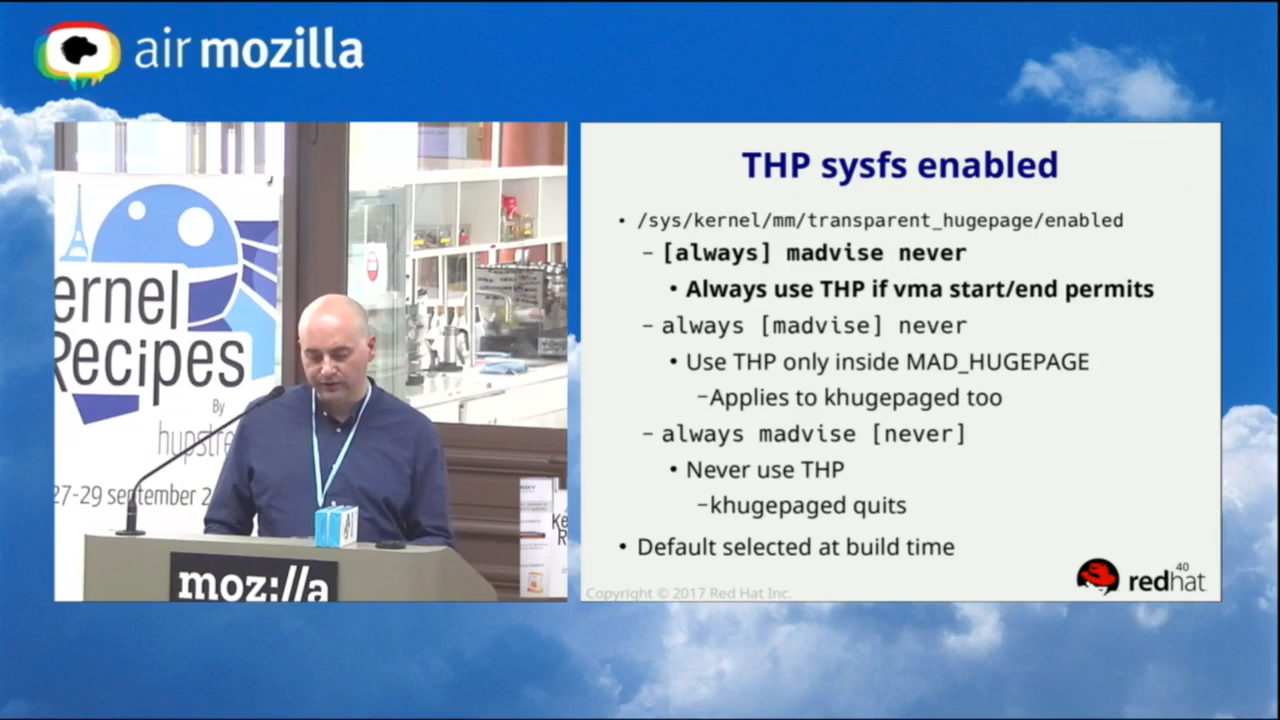 air mozilla
ernel
Recipes
By
hupstre
27-29 september 2
moz://a
Ke
R
THP sysfs enabled
• /sys/kernel/mm/transparent_hugepage/enabled
– [always] madvise never
• Always use THP if vma start/end permits
– always [madvise] never
• Use THP only inside MAD_HUGEPAGE
–Applies to khugepaged too
– always madvise [never]
• Never use THP
–khugepaged quits
• Default selected at build time
40
redhat
Copyright © 2017 Red Hat Inc.